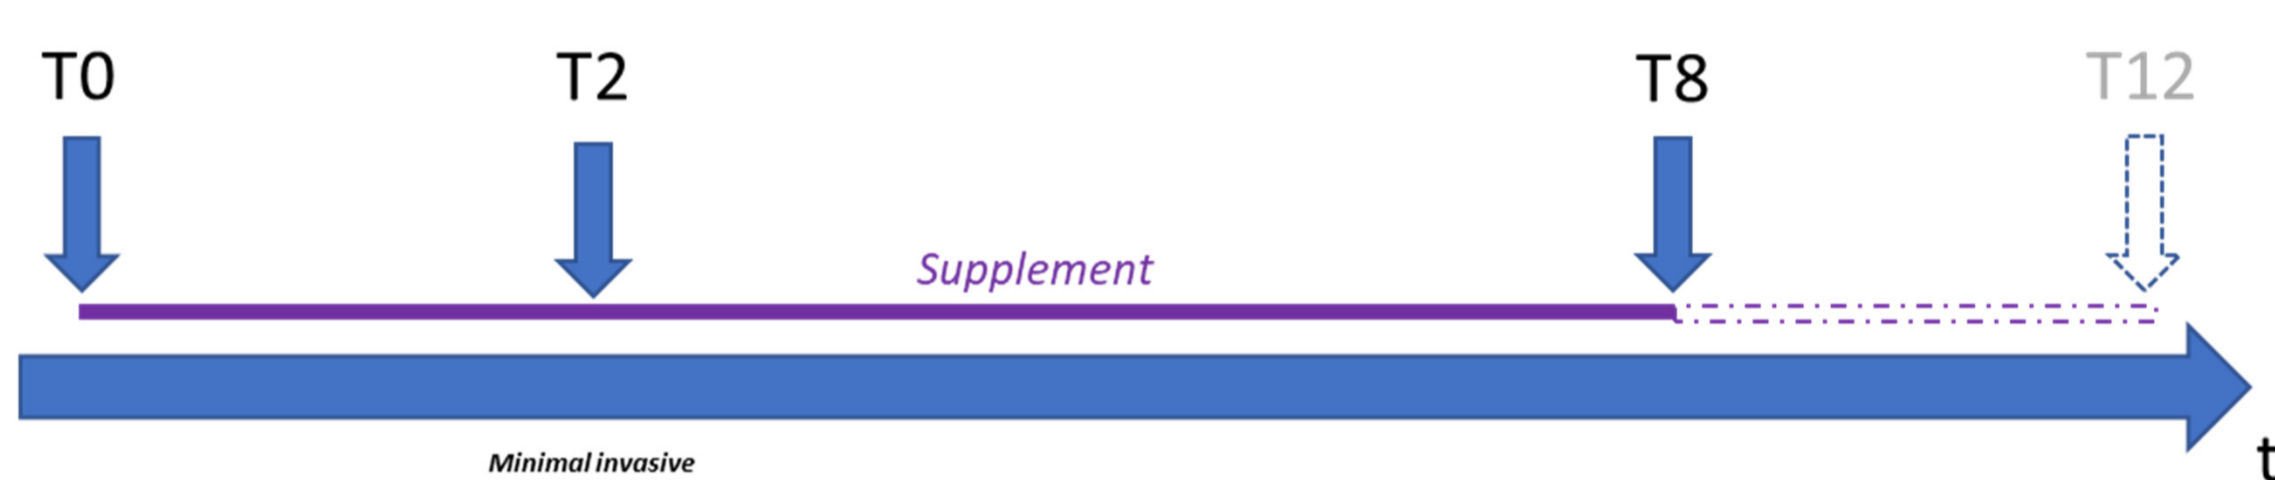 T0
T2
T8
T12
Supplement
Minimal invasive
t